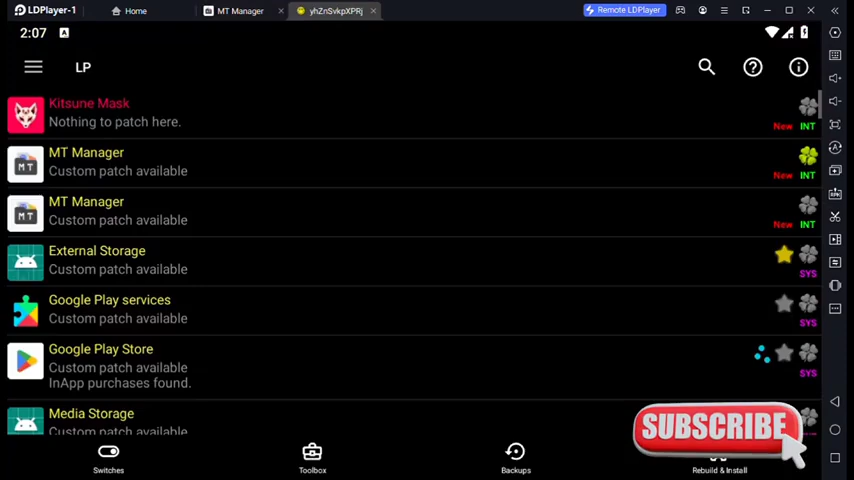 LDPlayer-1
Home
MT Manager
yhZnSvkpXPRj
Remote LDPlayer
2:07
A
LP
Kitsune Mask
Nothing to patch here.
New INT
MT Manager
Custom patch available
New INT
MT Manager
Custom patch available
New INT
External Storage
Custom patch available
SYS
Google Play services
Custom patch available
SYS
Google Play Store
Custom patch available
InApp purchases found.
SYS
Media Storage
Custom patch available
SUBSCRIBE
Switches
Toolbox
Backups
Rebuild & Install